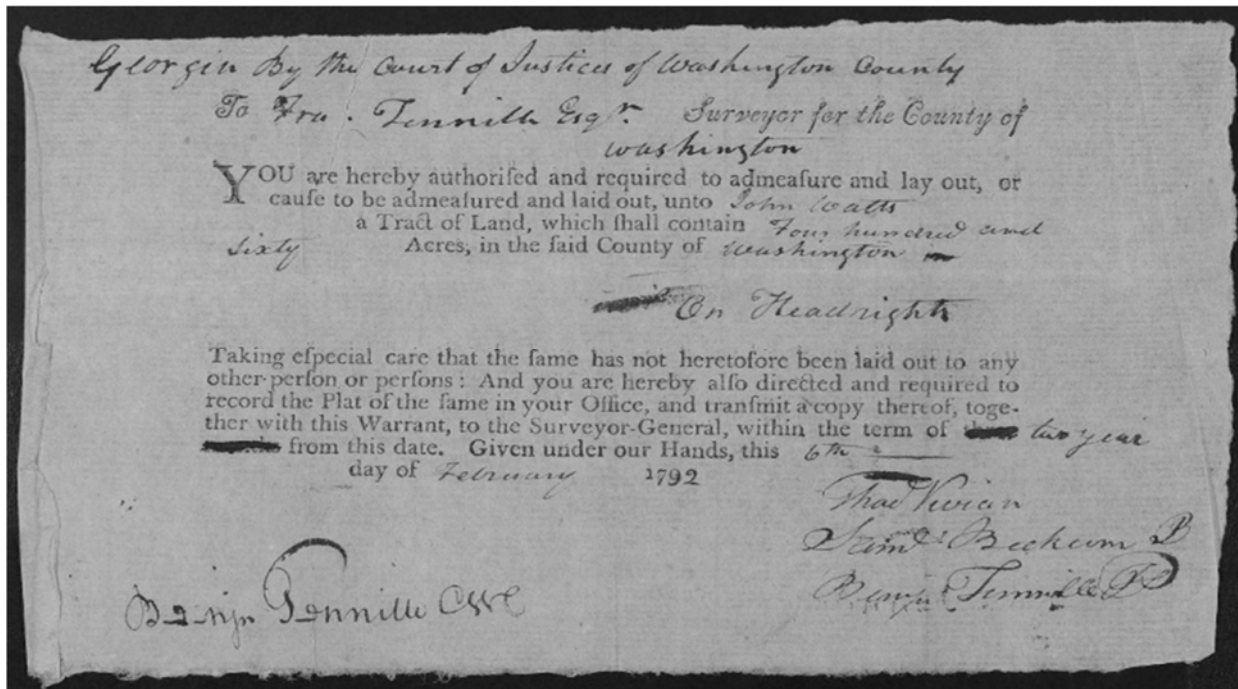 Georgia By the Court of Justices of Washington County
To Fra. Tennille Esqr. Surveyor for the County of
Washington
YOU are hereby authoriſed and required to admeaſure and lay out, or
cauſe to be admeaſured and laid out, unto John Watts
a Tract of Land, which ſhall contain Four hundred and
Sixty Acres, in the ſaid County of Washington
On Headrights
Taking eſpecial care that the ſame has not heretofore been laid out to any
other perſon or perſons: And you are hereby alſo directed and required to
record the Plat of the ſame in your Office, and tranſmit a copy thereof, toge-
ther with this Warrant, to the Surveyor-General, within the term of two year
from this date. Given under our Hands, this 6th
day of February 1792
Thad Vivian
Saml Beckcom
Benjn Tennille
Benjn Tennille CWC